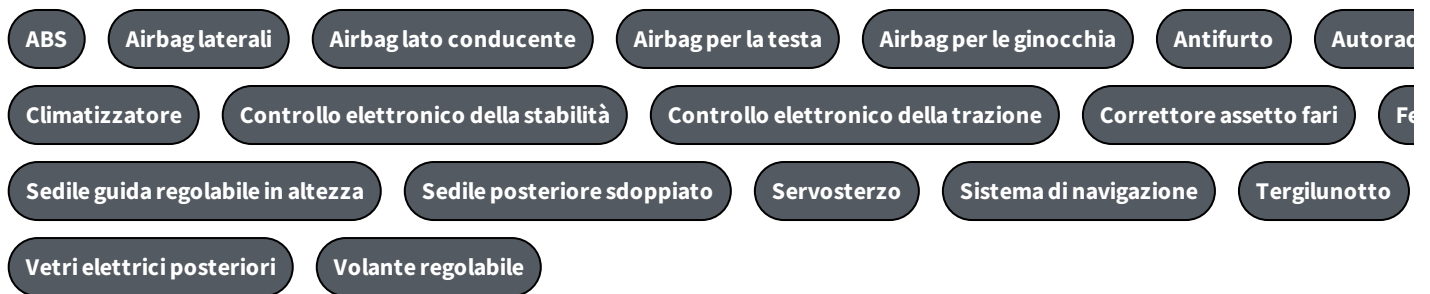 ABS Airbag laterali Airbag lato conducente Airbag per la testa Airbag per le ginocchia Antifurto
Climatizzatore Controllo elettronico della stabilità Controllo elettronico della trazione Correttore assetto fari
Sedile guida regolabile in altezza Sedile posteriore sdoppiato Servosterzo Sistema di navigazione Tergilunotto
Vetri elettrici posteriori Volante regolabile